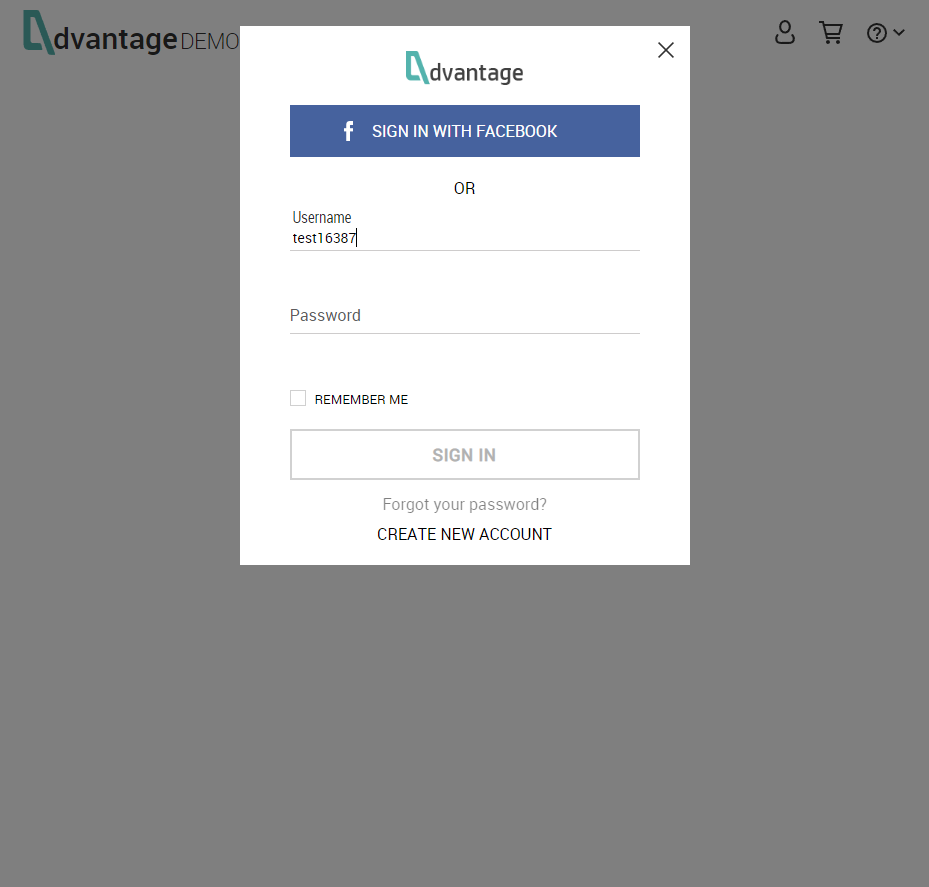 dvantage DEMO
dvantage
SIGN IN WITH FACEBOOK
OR
Username
test16387
Password
REMEMBER ME
SIGN IN
Forgot your password?
CREATE NEW ACCOUNT